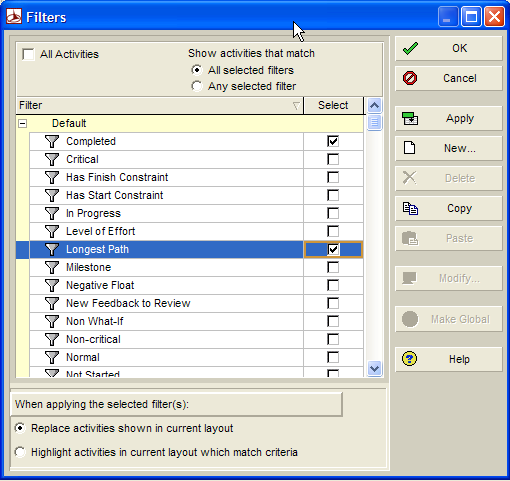 Filters
All Activities
Show activities that match
All selected filters
Any selected filter
Filter
Select
Default
Completed
Critical
Has Finish Constraint
Has Start Constraint
In Progress
Level of Effort
Longest Path
Milestone
Negative Float
New Feedback to Review
Non What-If
Non-critical
Normal
Not Started
When applying the selected filter(s):
Replace activities shown in current layout
Highlight activities in current layout which match criteria
OK
Cancel
Apply
New...
Delete
Copy
Paste
Modify...
Make Global
Help